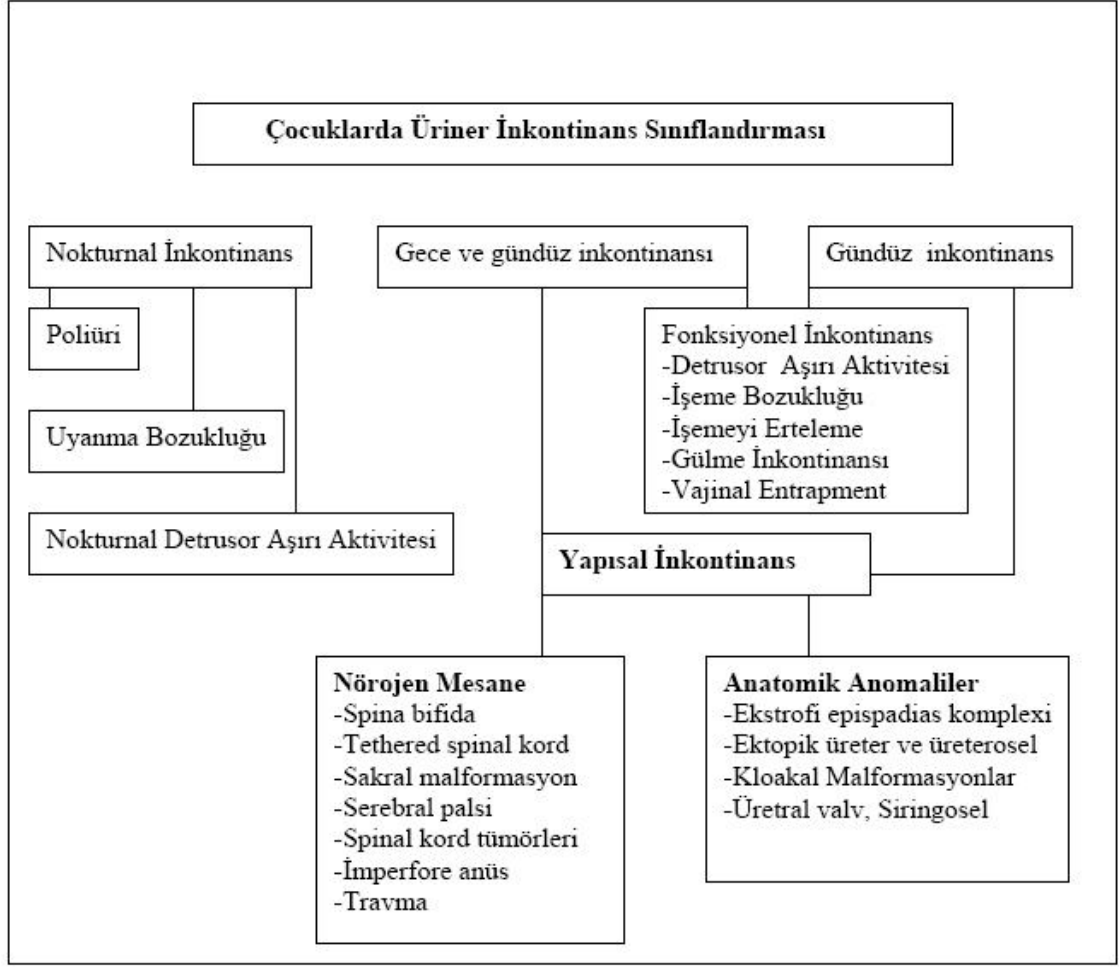 Çocuklarda Üriner İnkontinans Sınıflandırması
Nokturnal İnkontinans
Gece ve gündüz inkontinansı
Gündüz inkontinans
Poliüri
Uyanma Bozukluğu
Nokturnal Detrusor Aşırı Aktivitesi
Fonksiyonel İnkontinans
-Detrusor Aşırı Aktivitesi
-İşeme Bozukluğu
-İşemeyi Erteleme
-Gülme İnkontinansı
-Vajinal Entrapment
Yapısal İnkontinans
Nörojen Mesane
-Spina bifida
-Tethered spinal kord
-Sakral malformasyon
-Serebral palsi
-Spinal kord tümörleri
-İmperfore anüs
-Travma
Anatomik Anomaliler
-Ekstrofi epispadias komplexi
-Ektopik üreter ve üreterosel
-Kloakal Malformasyonlar
-Üretral valv, Siringosel